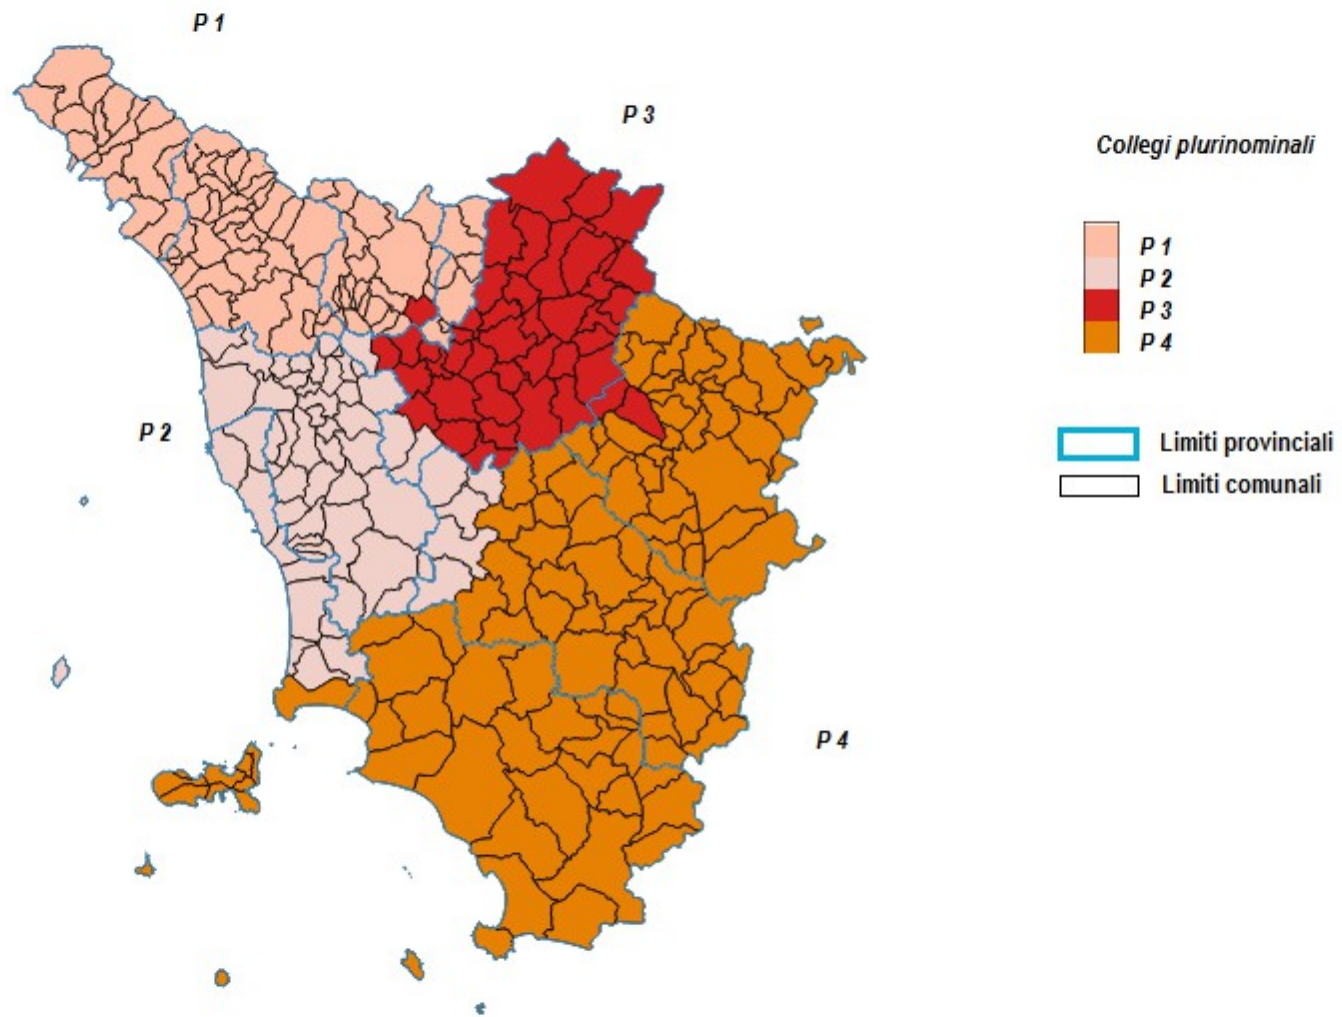 P 1
P 3
P 2
P 4
Collegi plurinominali
P 1
P 2
P 3
P 4
Limiti provinciali
Limiti comunali